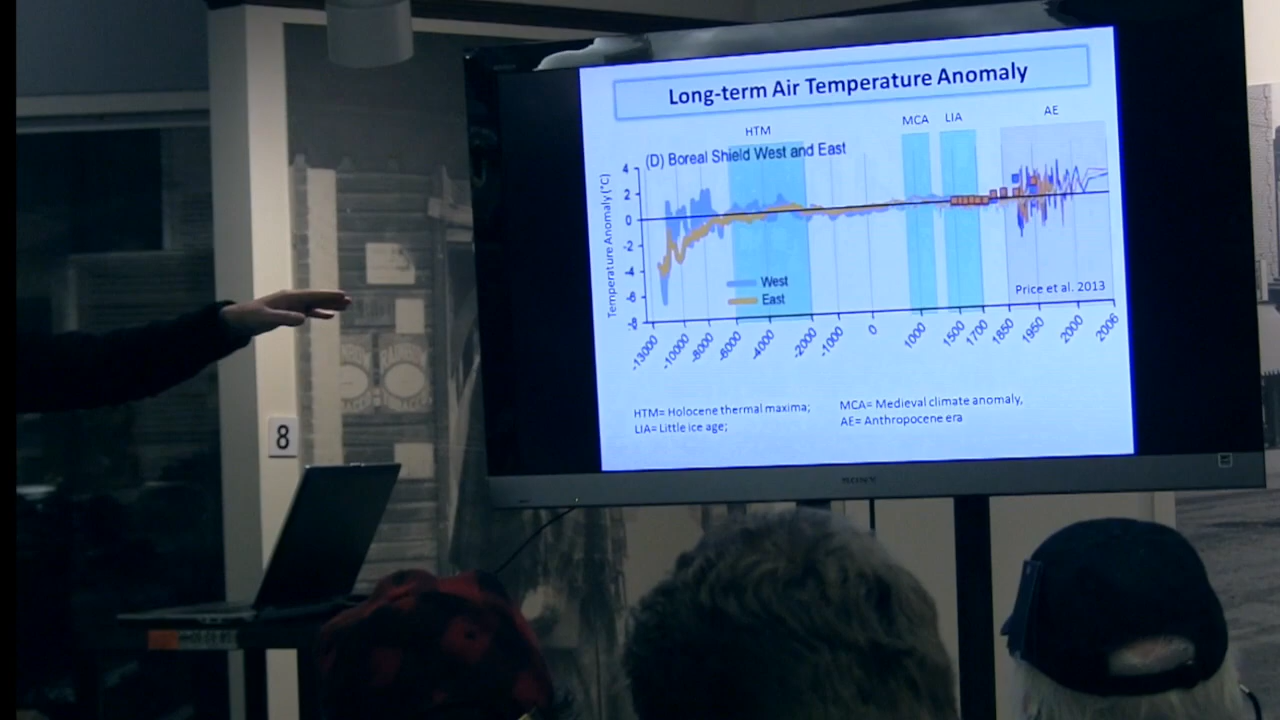 Long-term Air Temperature Anomaly
HTM
MCA
LIA
AE
(D) Boreal Shield West and East
Temperature Anomaly (°C)
4
2
0
-2
-4
-6
-8
West
East
Price et al. 2013
-13000 -10000 -8000 -6000 -4000 -2000 -1000 0 1000 1500 1700 1850 1950 2000 2006
HTM= Holocene thermal maxima;
MCA= Medieval climate anomaly,
LIA= Little ice age;
AE= Anthropocene era
8
SONY